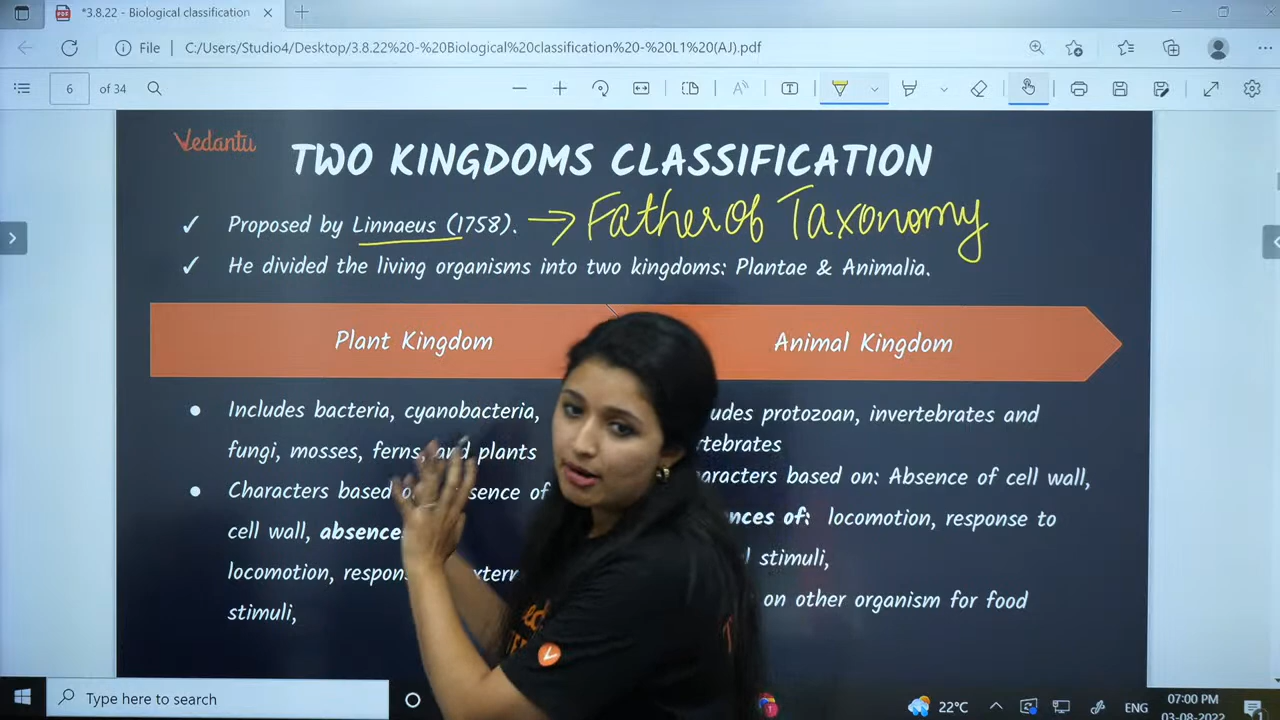 *3.8.22 - Biological classification
File C:/Users/Studio4/Desktop/3.8.22%20-%20Biological%20classification%20-%20L1%20(AJ).pdf
6 of 34
Vedantu
TWO KINGDOMS CLASSIFICATION
✓ Proposed by Linnaeus (1758). → Father of Taxonomy
✓ He divided the living organisms into two kingdoms: Plantae & Animalia.
Plant Kingdom
Animal Kingdom
● Includes bacteria, cyanobacteria,
fungi, mosses, ferns, and plants
● Characters based
cell wall, absence
locomotion,
stimuli,
protozoan, invertebrates and
based on: Absence of cell wall,
of: locomotion, response to
stimuli,
on other organism for food
Type here to search
22°C
ENG
07:00 PM
03-08-2022